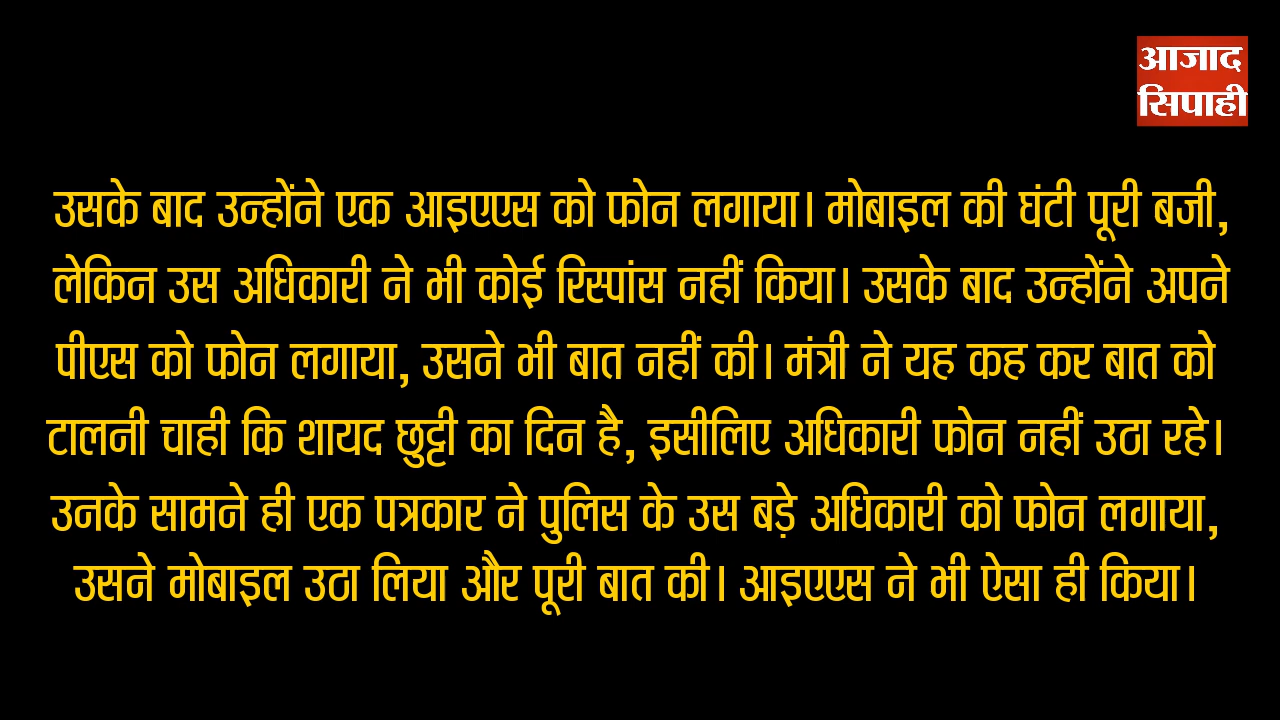 आजाद
सिपाही
उसके बाद उन्होंने एक आइएएस को फोन लगाया। मोबाइल की घंटी पूरी बजी,
लेकिन उस अधिकारी ने भी कोई रिस्पांस नहीं किया। उसके बाद उन्होंने अपने
पीएस को फोन लगाया, उसने भी बात नहीं की। मंत्री ने यह कह कर बात को
टालनी चाही कि शायद छुट्टी का दिन है, इसीलिए अधिकारी फोन नहीं उठा रहे।
उनके सामने ही एक पत्रकार ने पुलिस के उस बड़े अधिकारी को फोन लगाया,
उसने मोबाइल उठा लिया और पूरी बात की। आइएएस ने भी ऐसा ही किया।